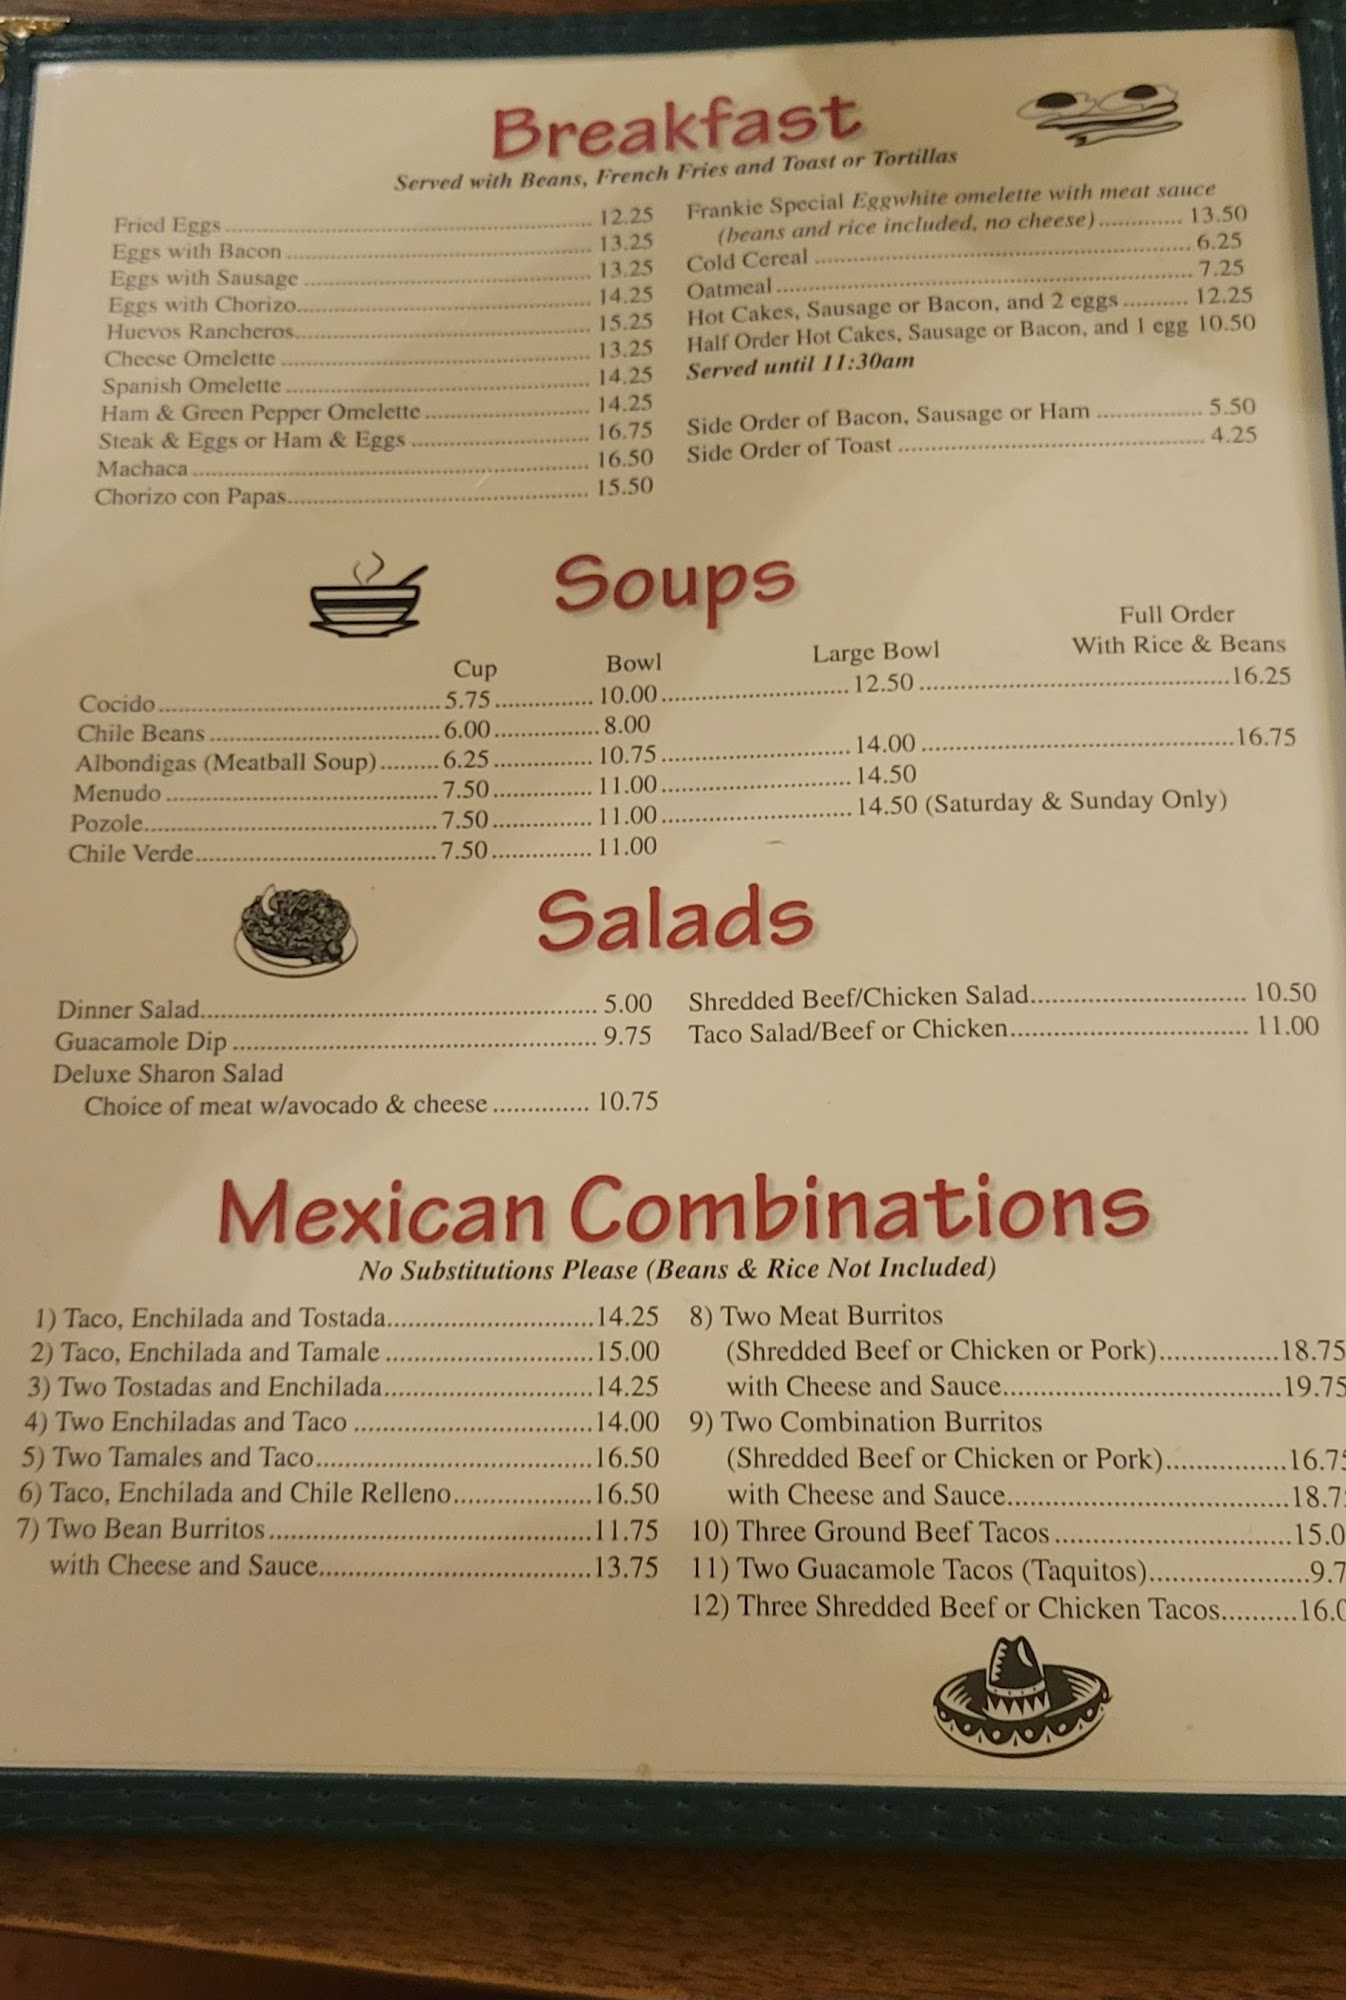 Breakfast
Served with Beans, French Fries and Toast or Tortillas
Fried Eggs 12.25
Eggs with Bacon 13.25
Eggs with Sausage 13.25
Eggs with Chorizo 14.25
Huevos Rancheros 15.25
Cheese Omelette 13.25
Spanish Omelette 14.25
Ham & Green Pepper Omelette 14.25
Steak & Eggs or Ham & Eggs 16.75
Machaca 16.50
Chorizo con Papas 15.50
Frankie Special Eggwhite omelette with meat sauce
(beans and rice included, no cheese) 13.50
Cold Cereal 6.25
Oatmeal 7.25
Hot Cakes, Sausage or Bacon, and 2 eggs 12.25
Half Order Hot Cakes, Sausage or Bacon, and 1 egg 10.50
Served until 11:30am
Side Order of Bacon, Sausage or Ham 5.50
Side Order of Toast 4.25
Soups
Full Order
Cup Bowl Large Bowl With Rice & Beans
Cocido 5.75 10.00 12.50 16.25
Chile Beans 6.00 8.00
Albondigas (Meatball Soup) 6.25 10.75 14.00 16.75
Menudo 7.50 11.00 14.50
Pozole 7.50 11.00 14.50 (Saturday & Sunday Only)
Chile Verde 7.50 11.00
Salads
Dinner Salad 5.00
Guacamole Dip 9.75
Deluxe Sharon Salad
Choice of meat w/avocado & cheese 10.75
Shredded Beef/Chicken Salad 10.50
Taco Salad/Beef or Chicken 11.00
Mexican Combinations
No Substitutions Please (Beans & Rice Not Included)
1) Taco, Enchilada and Tostada 14.25
2) Taco, Enchilada and Tamale 15.00
3) Two Tostadas and Enchilada 14.25
4) Two Enchiladas and Taco 14.00
5) Two Tamales and Taco 16.50
6) Taco, Enchilada and Chile Relleno 16.50
7) Two Bean Burritos 11.75
with Cheese and Sauce 13.75
8) Two Meat Burritos
(Shredded Beef or Chicken or Pork) 18.75
with Cheese and Sauce 19.75
9) Two Combination Burritos
(Shredded Beef or Chicken or Pork) 16.75
with Cheese and Sauce 18.7
10) Three Ground Beef Tacos 15.0
11) Two Guacamole Tacos (Taquitos) 9.7
12) Three Shredded Beef or Chicken Tacos 16.0